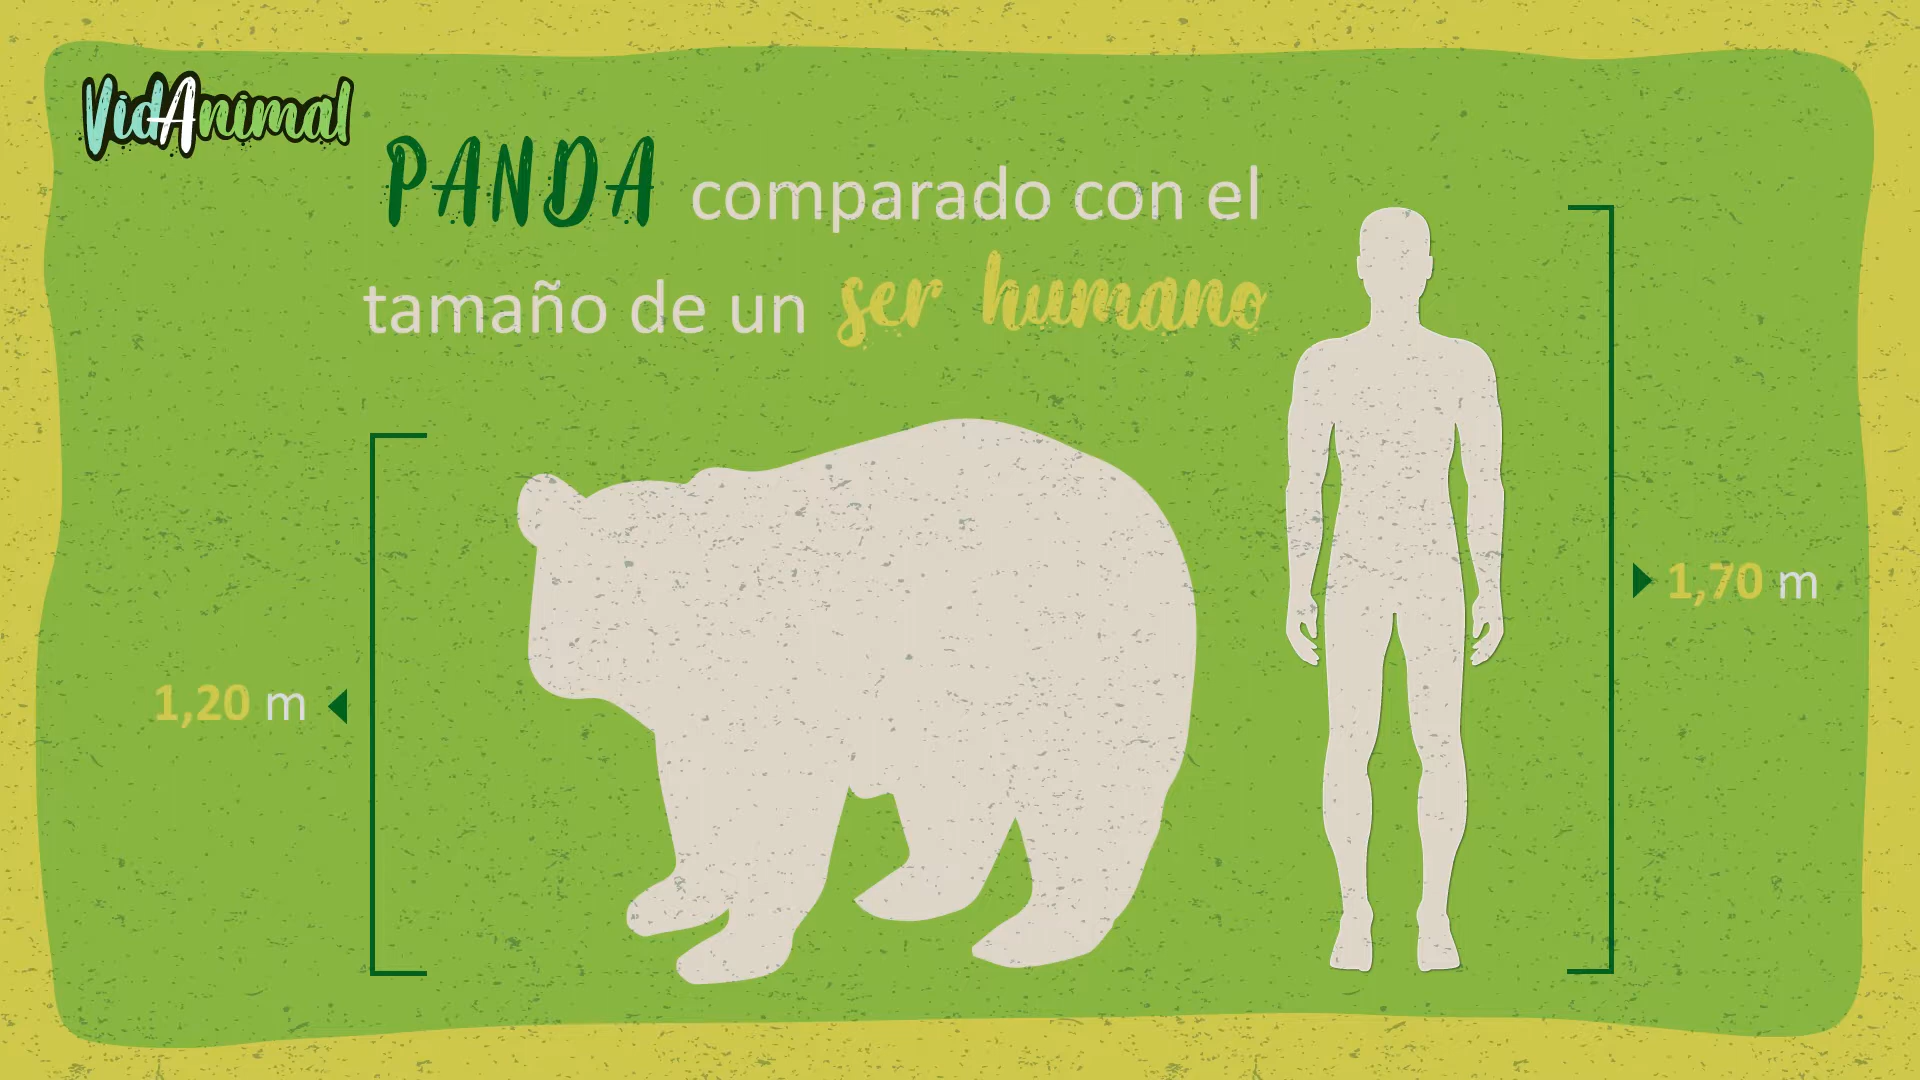 VidAnimal
PANDA comparado con el
tamaño de un ser humano
1,70 m
1,20 m